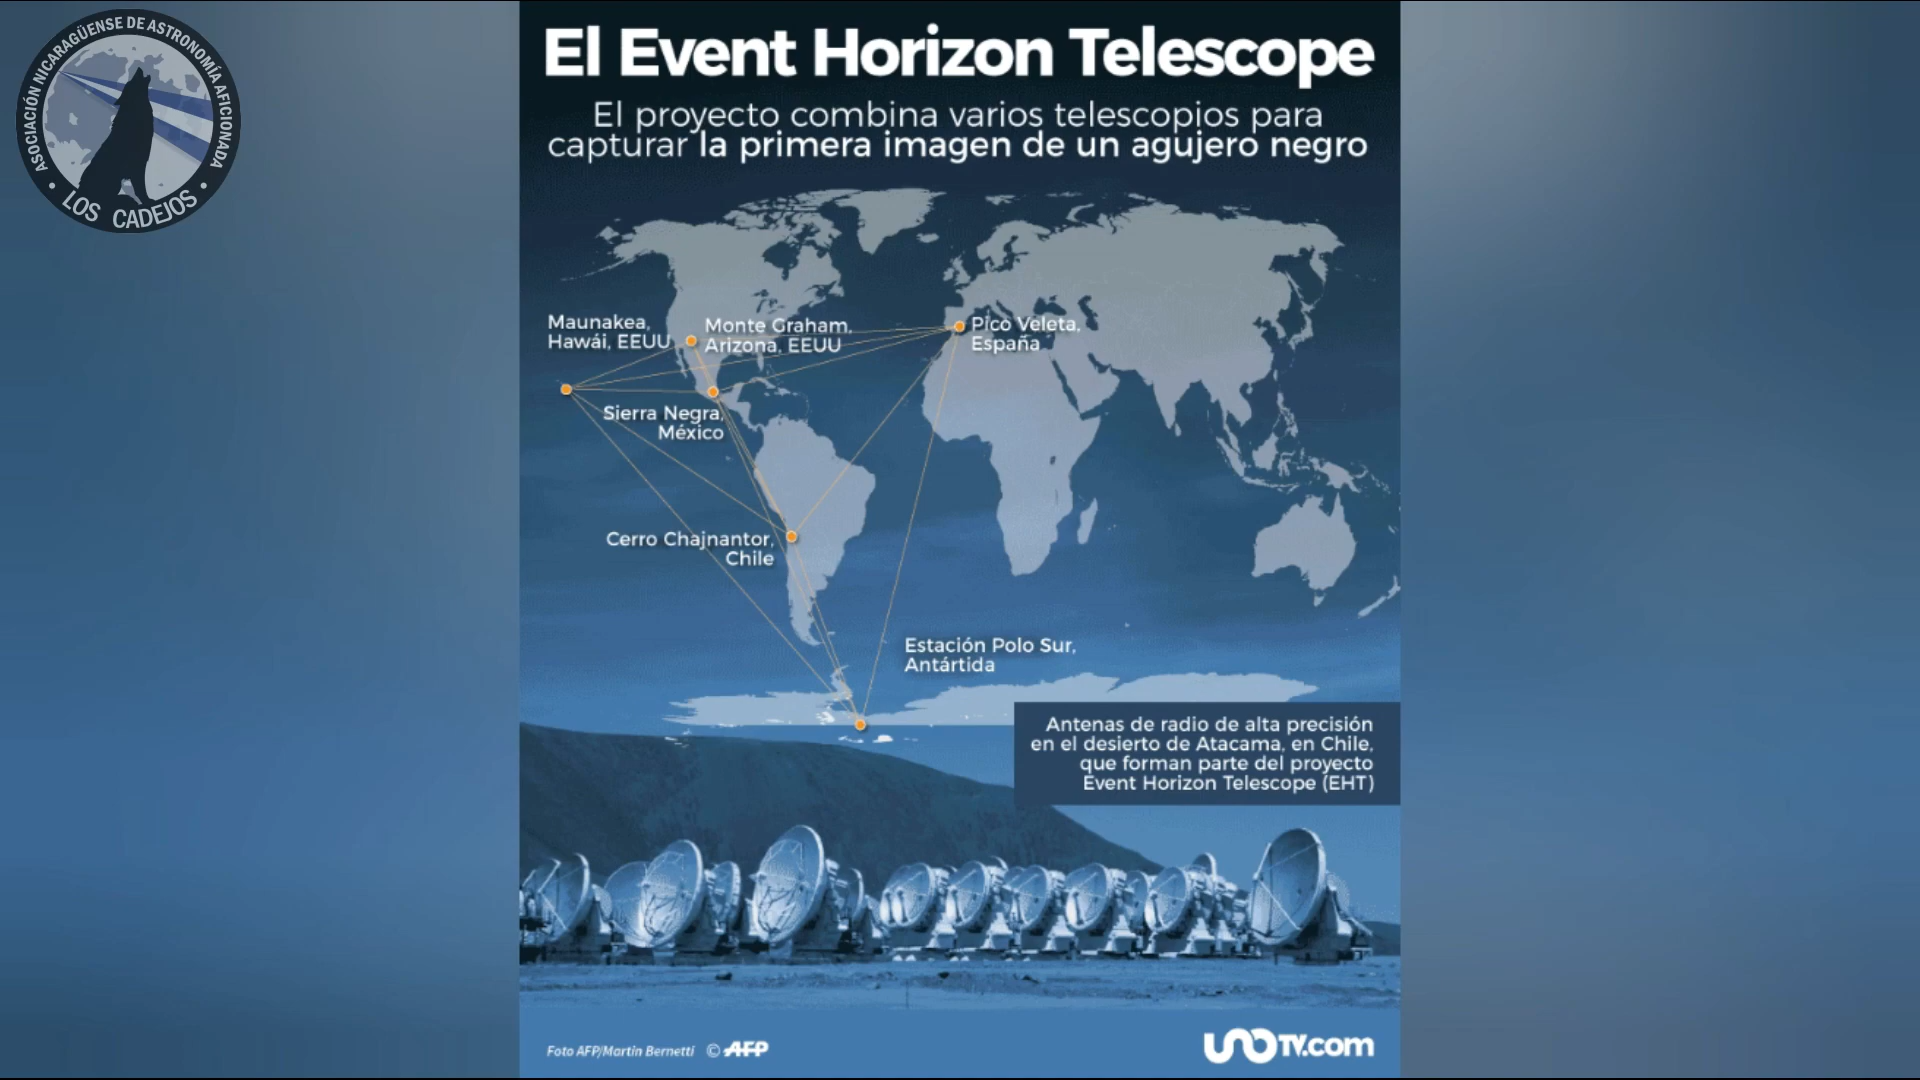 ASOCIACIÓN NICARAGÜENSE DE ASTRONOMÍA AFICIONADA
• LOS CADEJOS •
El Event Horizon Telescope
El proyecto combina varios telescopios para
capturar la primera imagen de un agujero negro
Maunakea,
Hawái, EEUU
Monte Graham,
Arizona, EEUU
Pico Veleta,
España
Sierra Negra,
México
Cerro Chajnantor,
Chile
Estación Polo Sur,
Antártida
Antenas de radio de alta precisión
en el desierto de Atacama, en Chile,
que forman parte del proyecto
Event Horizon Telescope (EHT)
Foto AFP/Martin Bernetti © AFP
UNOTV.com